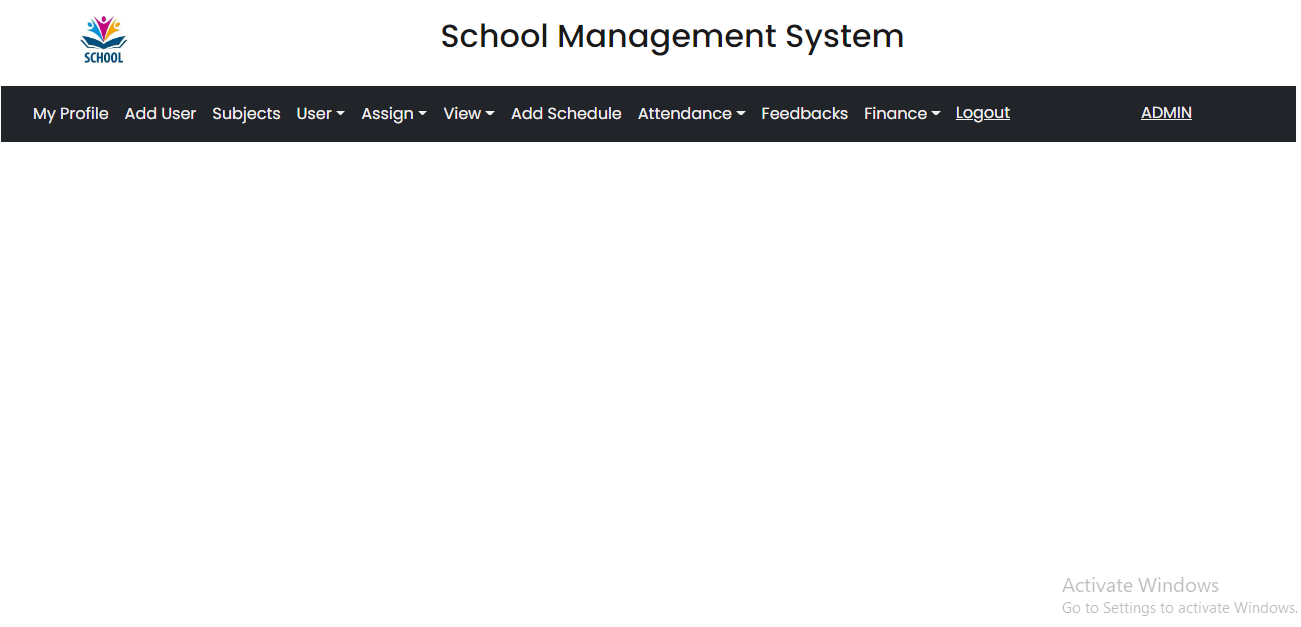 SCHOOL
School Management System
My Profile Add User Subjects User Assign View Add Schedule Attendance Feedbacks Finance Logout ADMIN
Activate Windows
Go to Settings to activate Windows.